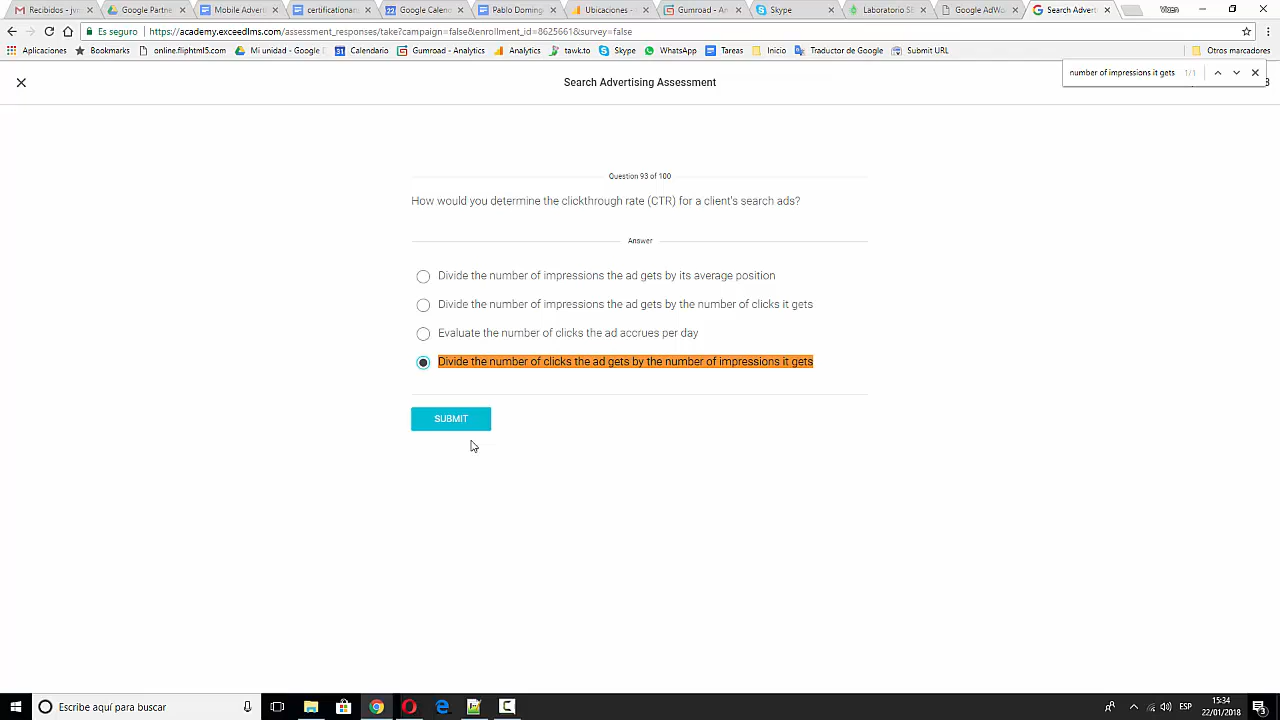 Recibidos - jv
Google Partne
Mobile Advert
certificationan
Google Calen
Pablo Doming
Ubicaciones -
Gumroad - An
Skype
Laboratorio SE
Google AdW
Search Advert
Es seguro
https://academy.exceedlms.com/assessment_responses/take?campaign=false&enrollment_id=8625661&survey=false
Aplicaciones
Bookmarks
online.fliphtml5.com
Mi unidad - Google D
Calendario
Gumroad - Analytics
Analytics
tawk.to
Skype
WhatsApp
Tareas
Inicio
Traductor de Google
Submit URL
Otros marcadores
number of impressions it gets 1/1
Search Advertising Assessment
Question 93 of 100
How would you determine the clickthrough rate (CTR) for a client's search ads?
Answer
Divide the number of impressions the ad gets by its average position
Divide the number of impressions the ad gets by the number of clicks it gets
Evaluate the number of clicks the ad accrues per day
Divide the number of clicks the ad gets by the number of impressions it gets
SUBMIT
Escribe aquí para buscar
ESP
15:34
22/01/2018